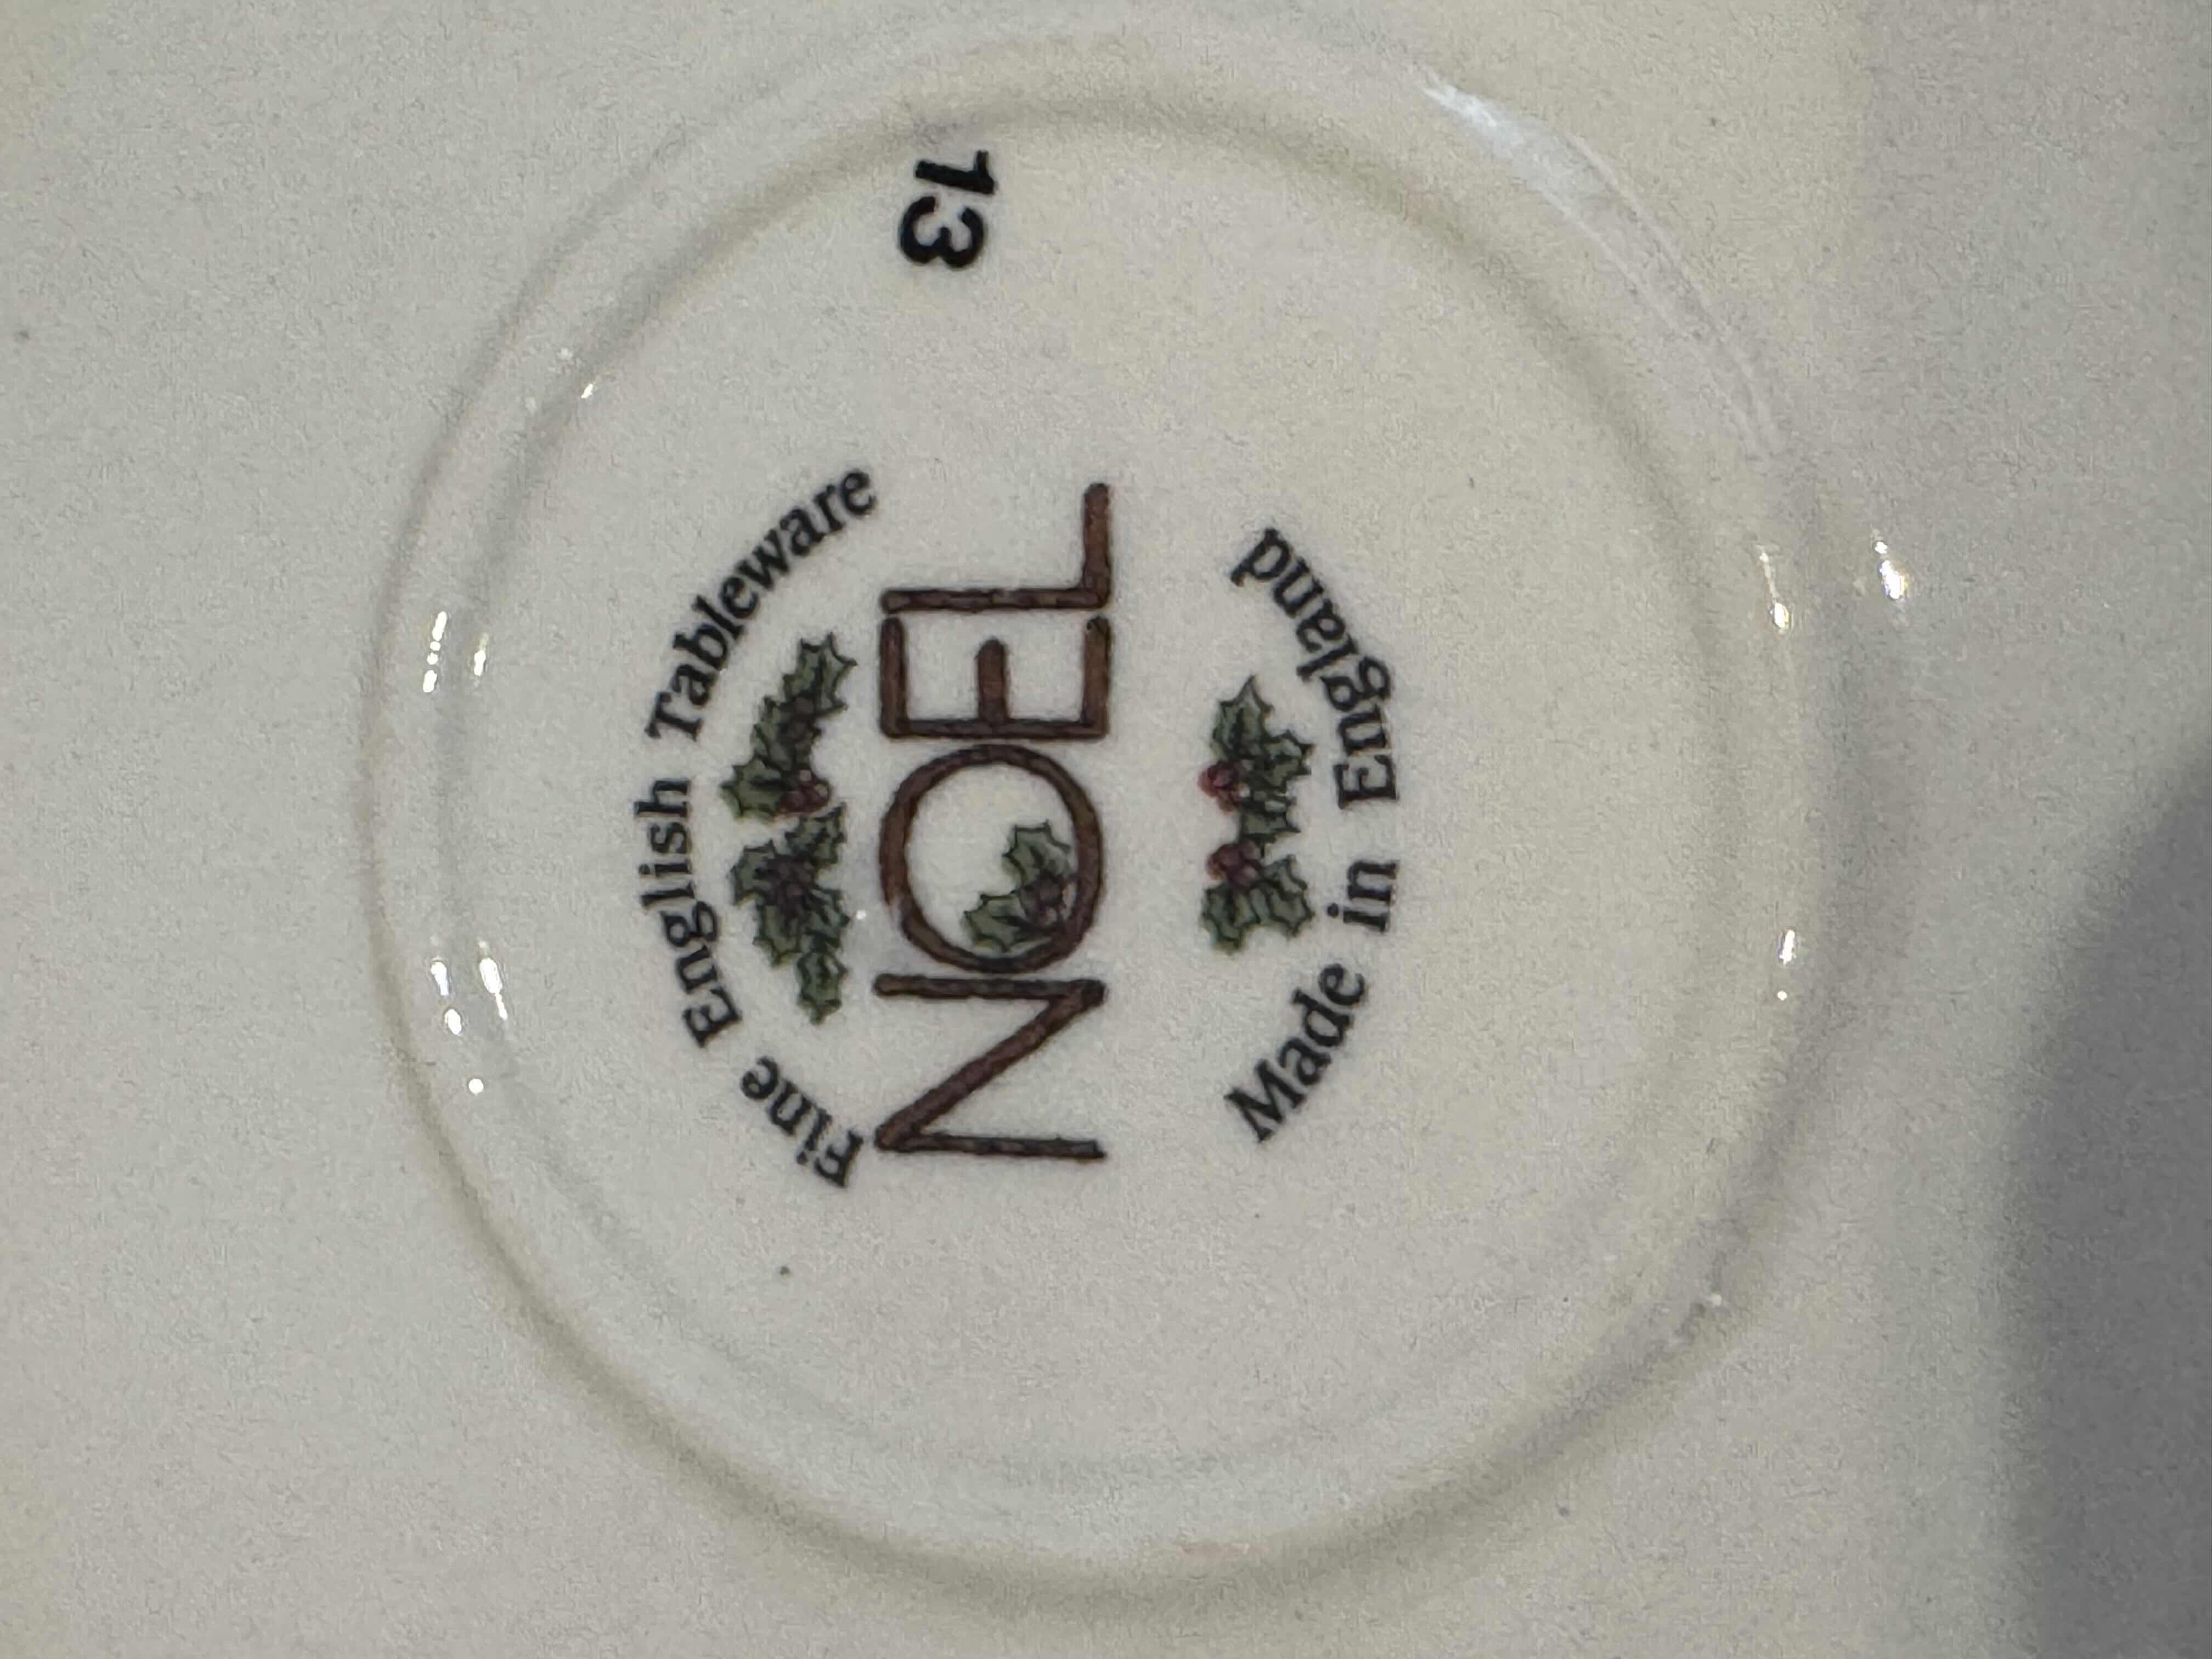 Fine English Tableware
NOEL
Made in England
13